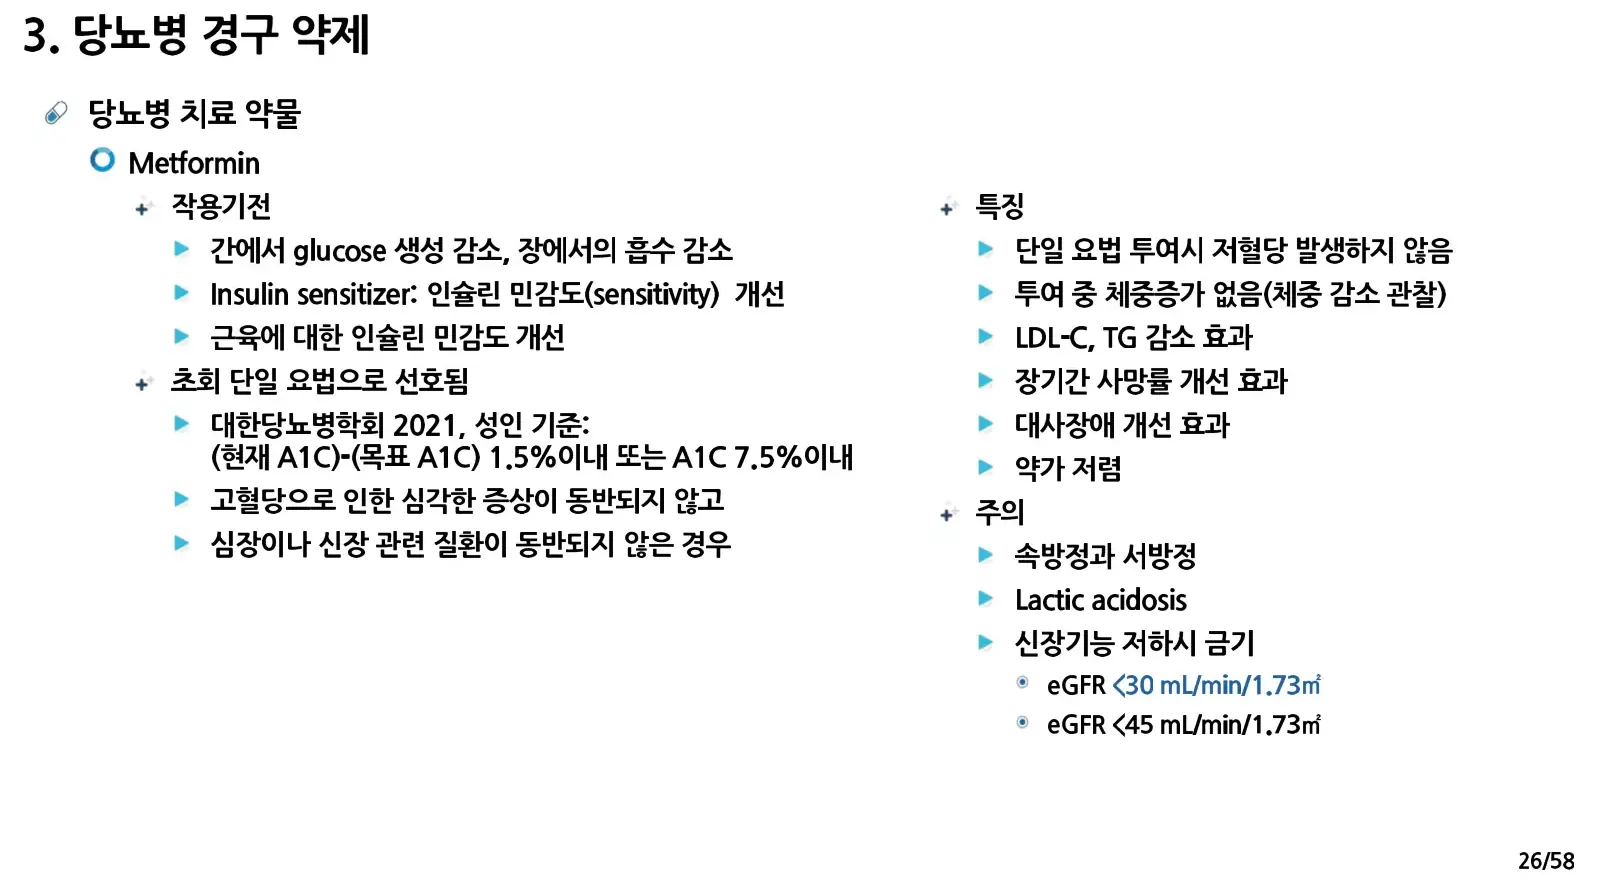 3. 당뇨병 경구 약제
당뇨병 치료 약물
Metformin
작용기전
간에서 glucose 생성 감소, 장에서의 흡수 감소
Insulin sensitizer: 인슐린 민감도(sensitivity) 개선
근육에 대한 인슐린 민감도 개선
초회 단일 요법으로 선호됨
대한당뇨병학회 2021, 성인 기준:
(현재 A1C)-(목표 A1C) 1.5%이내 또는 A1C 7.5%이내
고혈당으로 인한 심각한 증상이 동반되지 않고
심장이나 신장 관련 질환이 동반되지 않은 경우
특징
단일 요법 투여시 저혈당 발생하지 않음
투여 중 체중증가 없음(체중 감소 관찰)
LDL-C, TG 감소 효과
장기간 사망률 개선 효과
대사장애 개선 효과
약가 저렴
주의
속방정과 서방정
Lactic acidosis
신장기능 저하시 금기
eGFR <30 mL/min/1.73㎡
eGFR <45 mL/min/1.73㎡
26/58